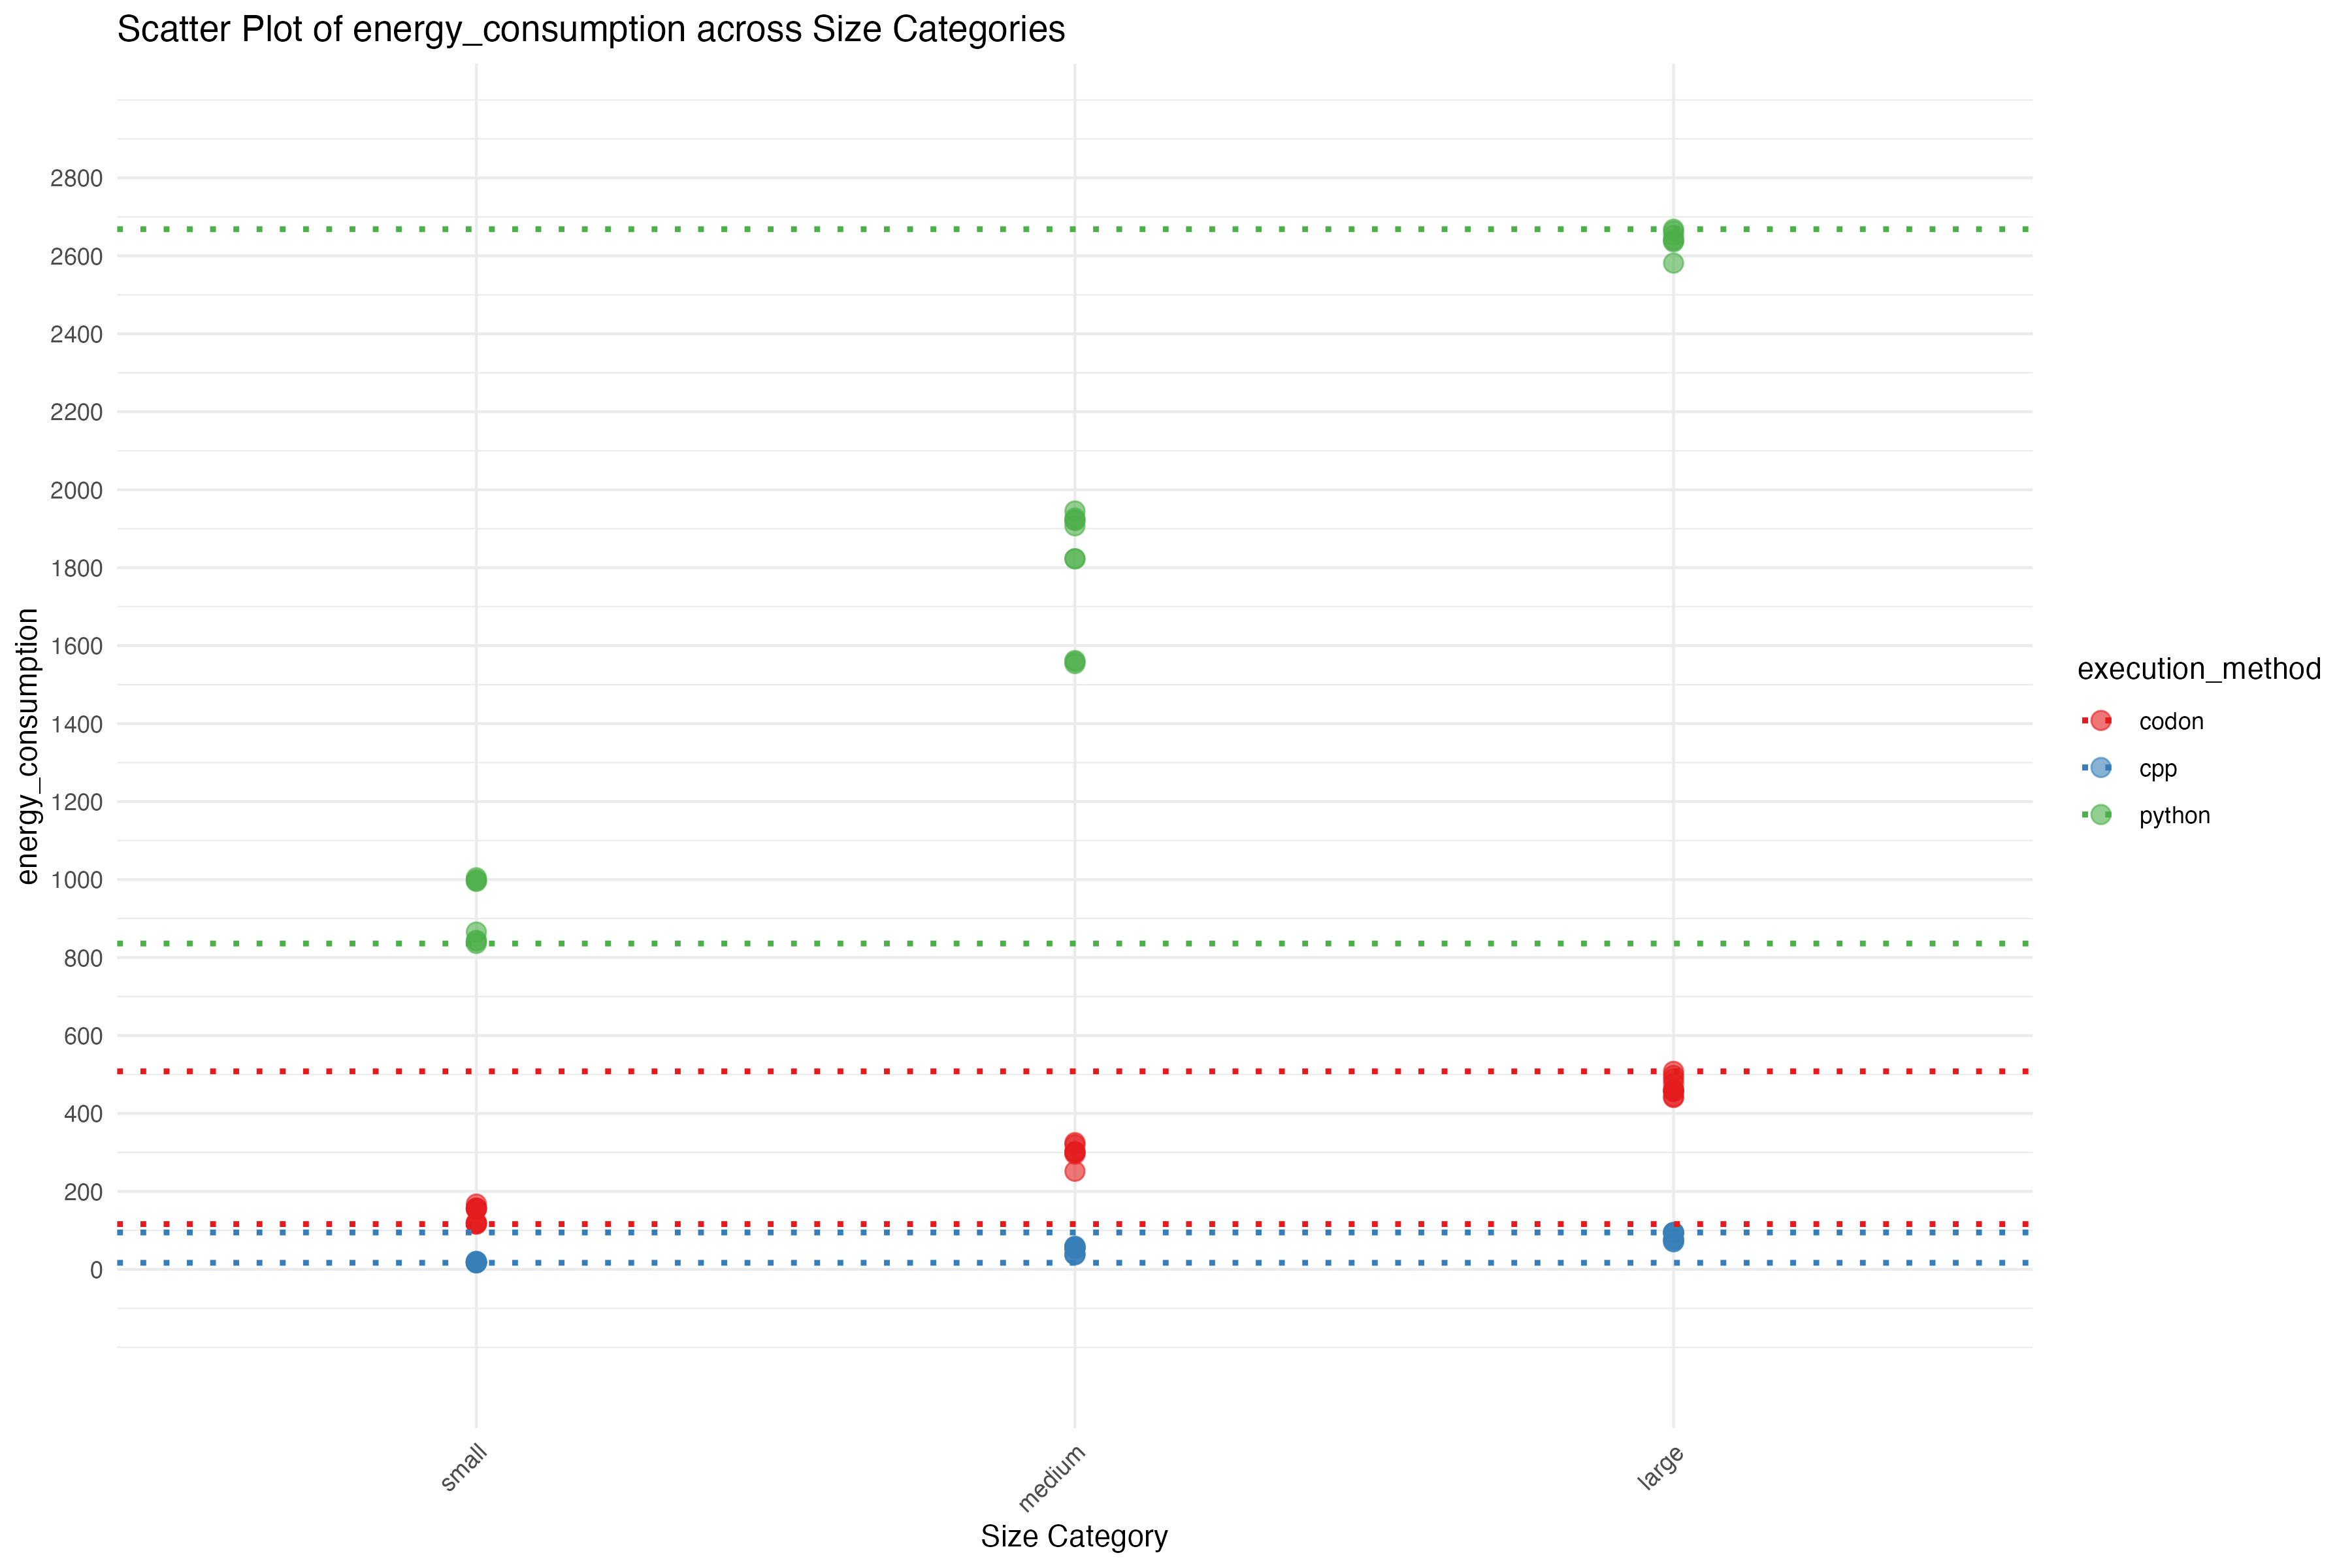 Scatter Plot of energy_consumption across Size Categories
energy_consumption
2800
2600
2400
2200
2000
1800
1600
1400
1200
1000
800
600
400
200
0
small
medium
large
Size Category
execution_method
codon
cpp
python